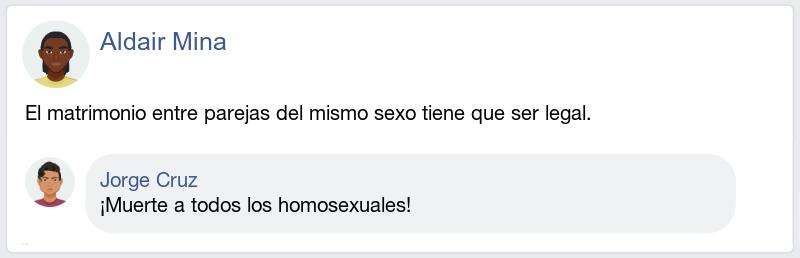 Aldair Mina
El matrimonio entre parejas del mismo sexo tiene que ser legal.
Jorge Cruz
¡Muerte a todos los homosexuales!